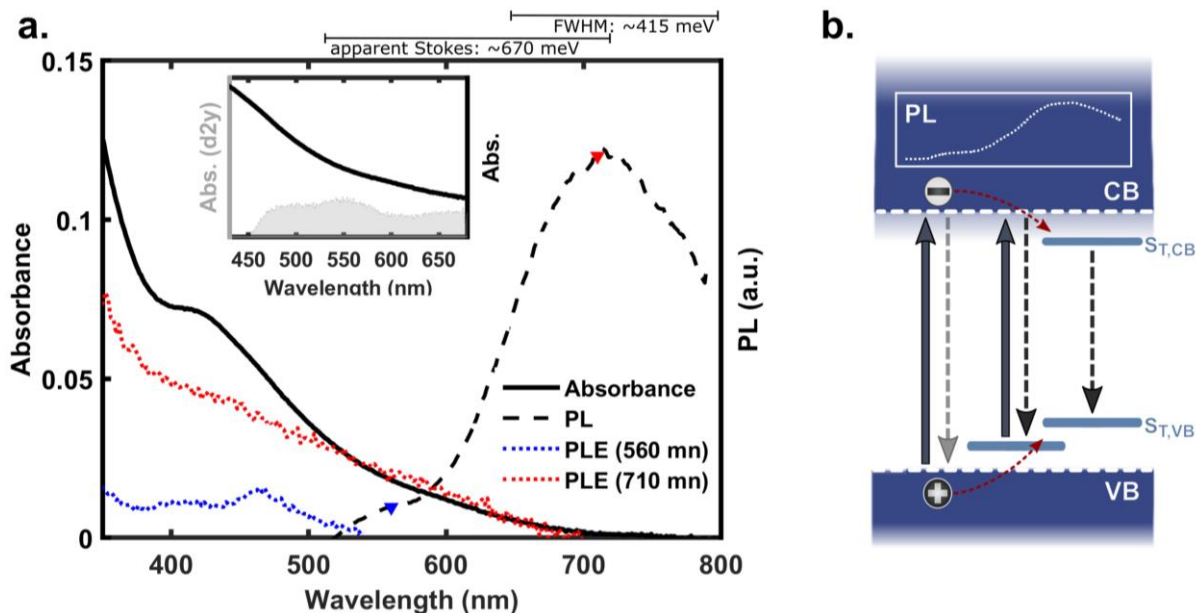 a.
FWHM: ~415 meV
apparent Stokes: ~670 meV
0.15
0.1
0.05
0
Absorbance
400
500
600
700
800
Wavelength (nm)
PL (a.u.)
Abs. (d2y)
Abs.
450
500
550
600
650
Wavelength (nm)
Absorbance
PL
PLE (560 mn)
PLE (710 mn)
b.
PL
CB
S_T,CB
S_T,VB
VB